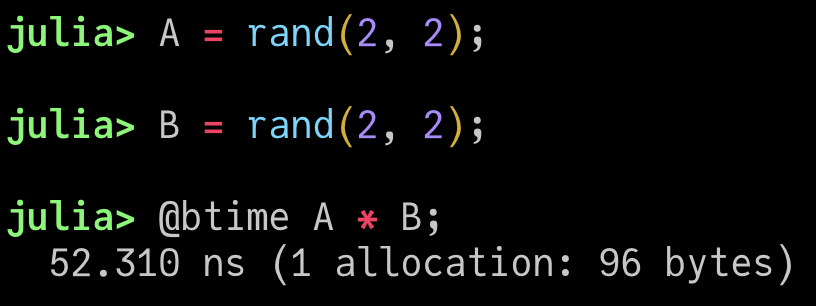 julia> A = rand(2, 2);
julia> B = rand(2, 2);
julia> @btime A * B;
52.310 ns (1 allocation: 96 bytes)